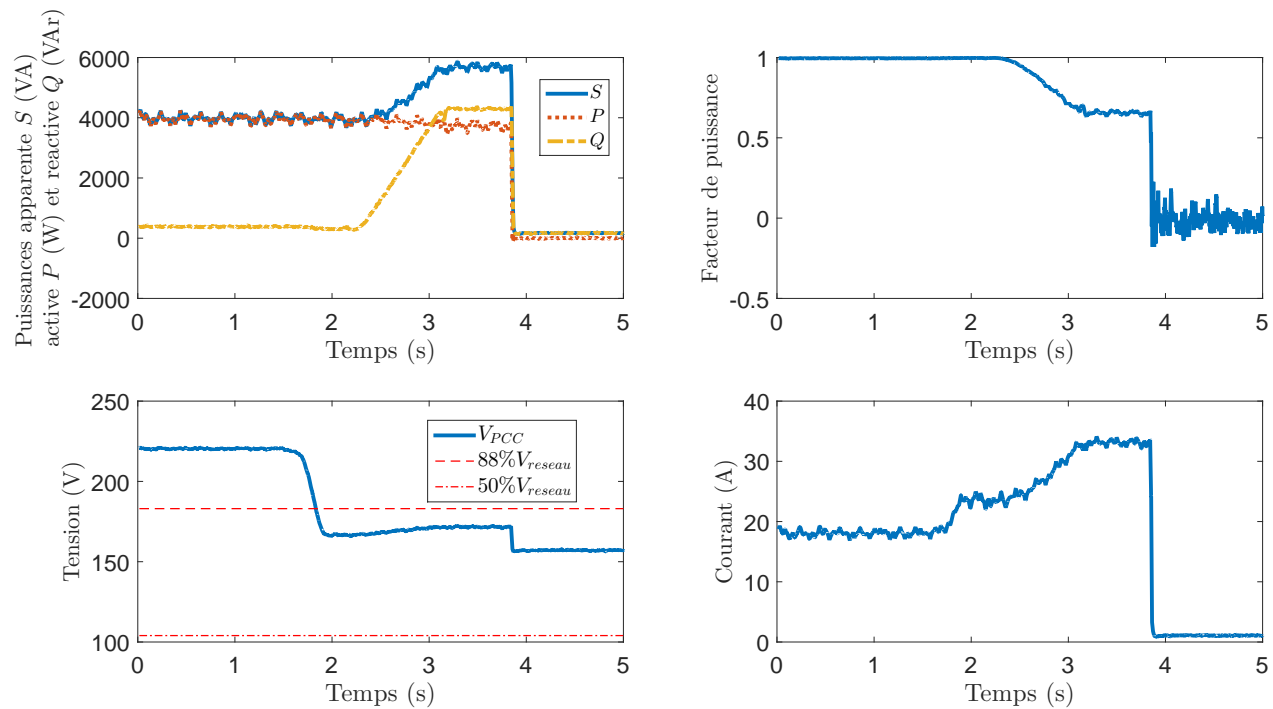 Puissances apparente S (VA)
active P (W) et reactive Q (VAr)
6000
4000
2000
0
-2000
0 1 2 3 4 5
Temps (s)
S
P
Q
Facteur de puissance
1
0.5
0
-0.5
0 1 2 3 4 5
Temps (s)
Tension (V)
250
200
150
100
0 1 2 3 4 5
Temps (s)
V_PCC
88%V_reseau
50%V_reseau
Courant (A)
40
30
20
10
0
0 1 2 3 4 5
Temps (s)